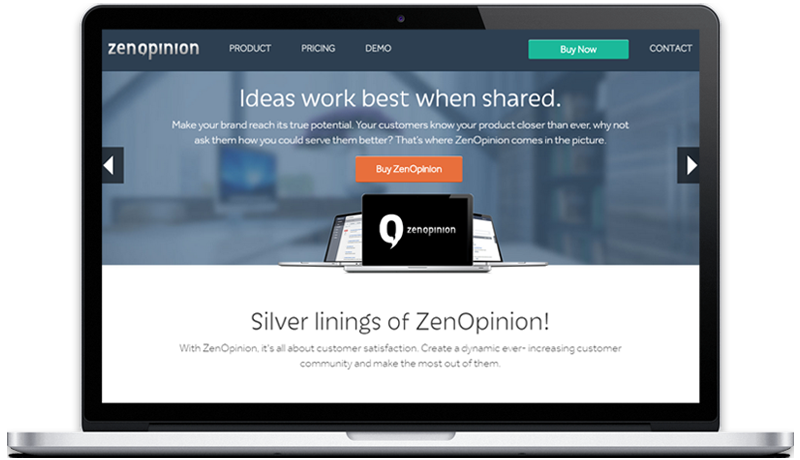 zenopinion PRODUCT PRICING DEMO Buy Now CONTACT
Ideas work best when shared.
Make your brand reach its true potential. Your customers know your product closer than ever, why not
ask them how you could serve them better? That's where ZenOpinion comes in the picture.
Buy ZenOpinion
zenopinion
Silver linings of ZenOpinion!
With ZenOpinion, it's all about customer satisfaction. Create a dynamic ever- increasing customer
community and make the most out of them.